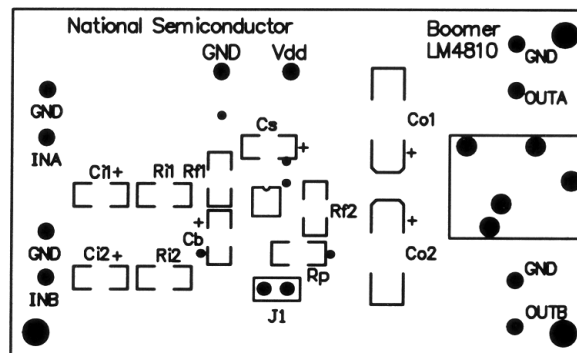 National Semiconductor
Boomer
LM4810
GND
Vdd
GND
OUTA
GND
INA
Cs
+
Co1
+
Ci1+
Ri1
Rf1
+
Rf2
+
Cb
GND
Ci2+
Ri2
Rp
Co2
GND
INB
J1
OUTB